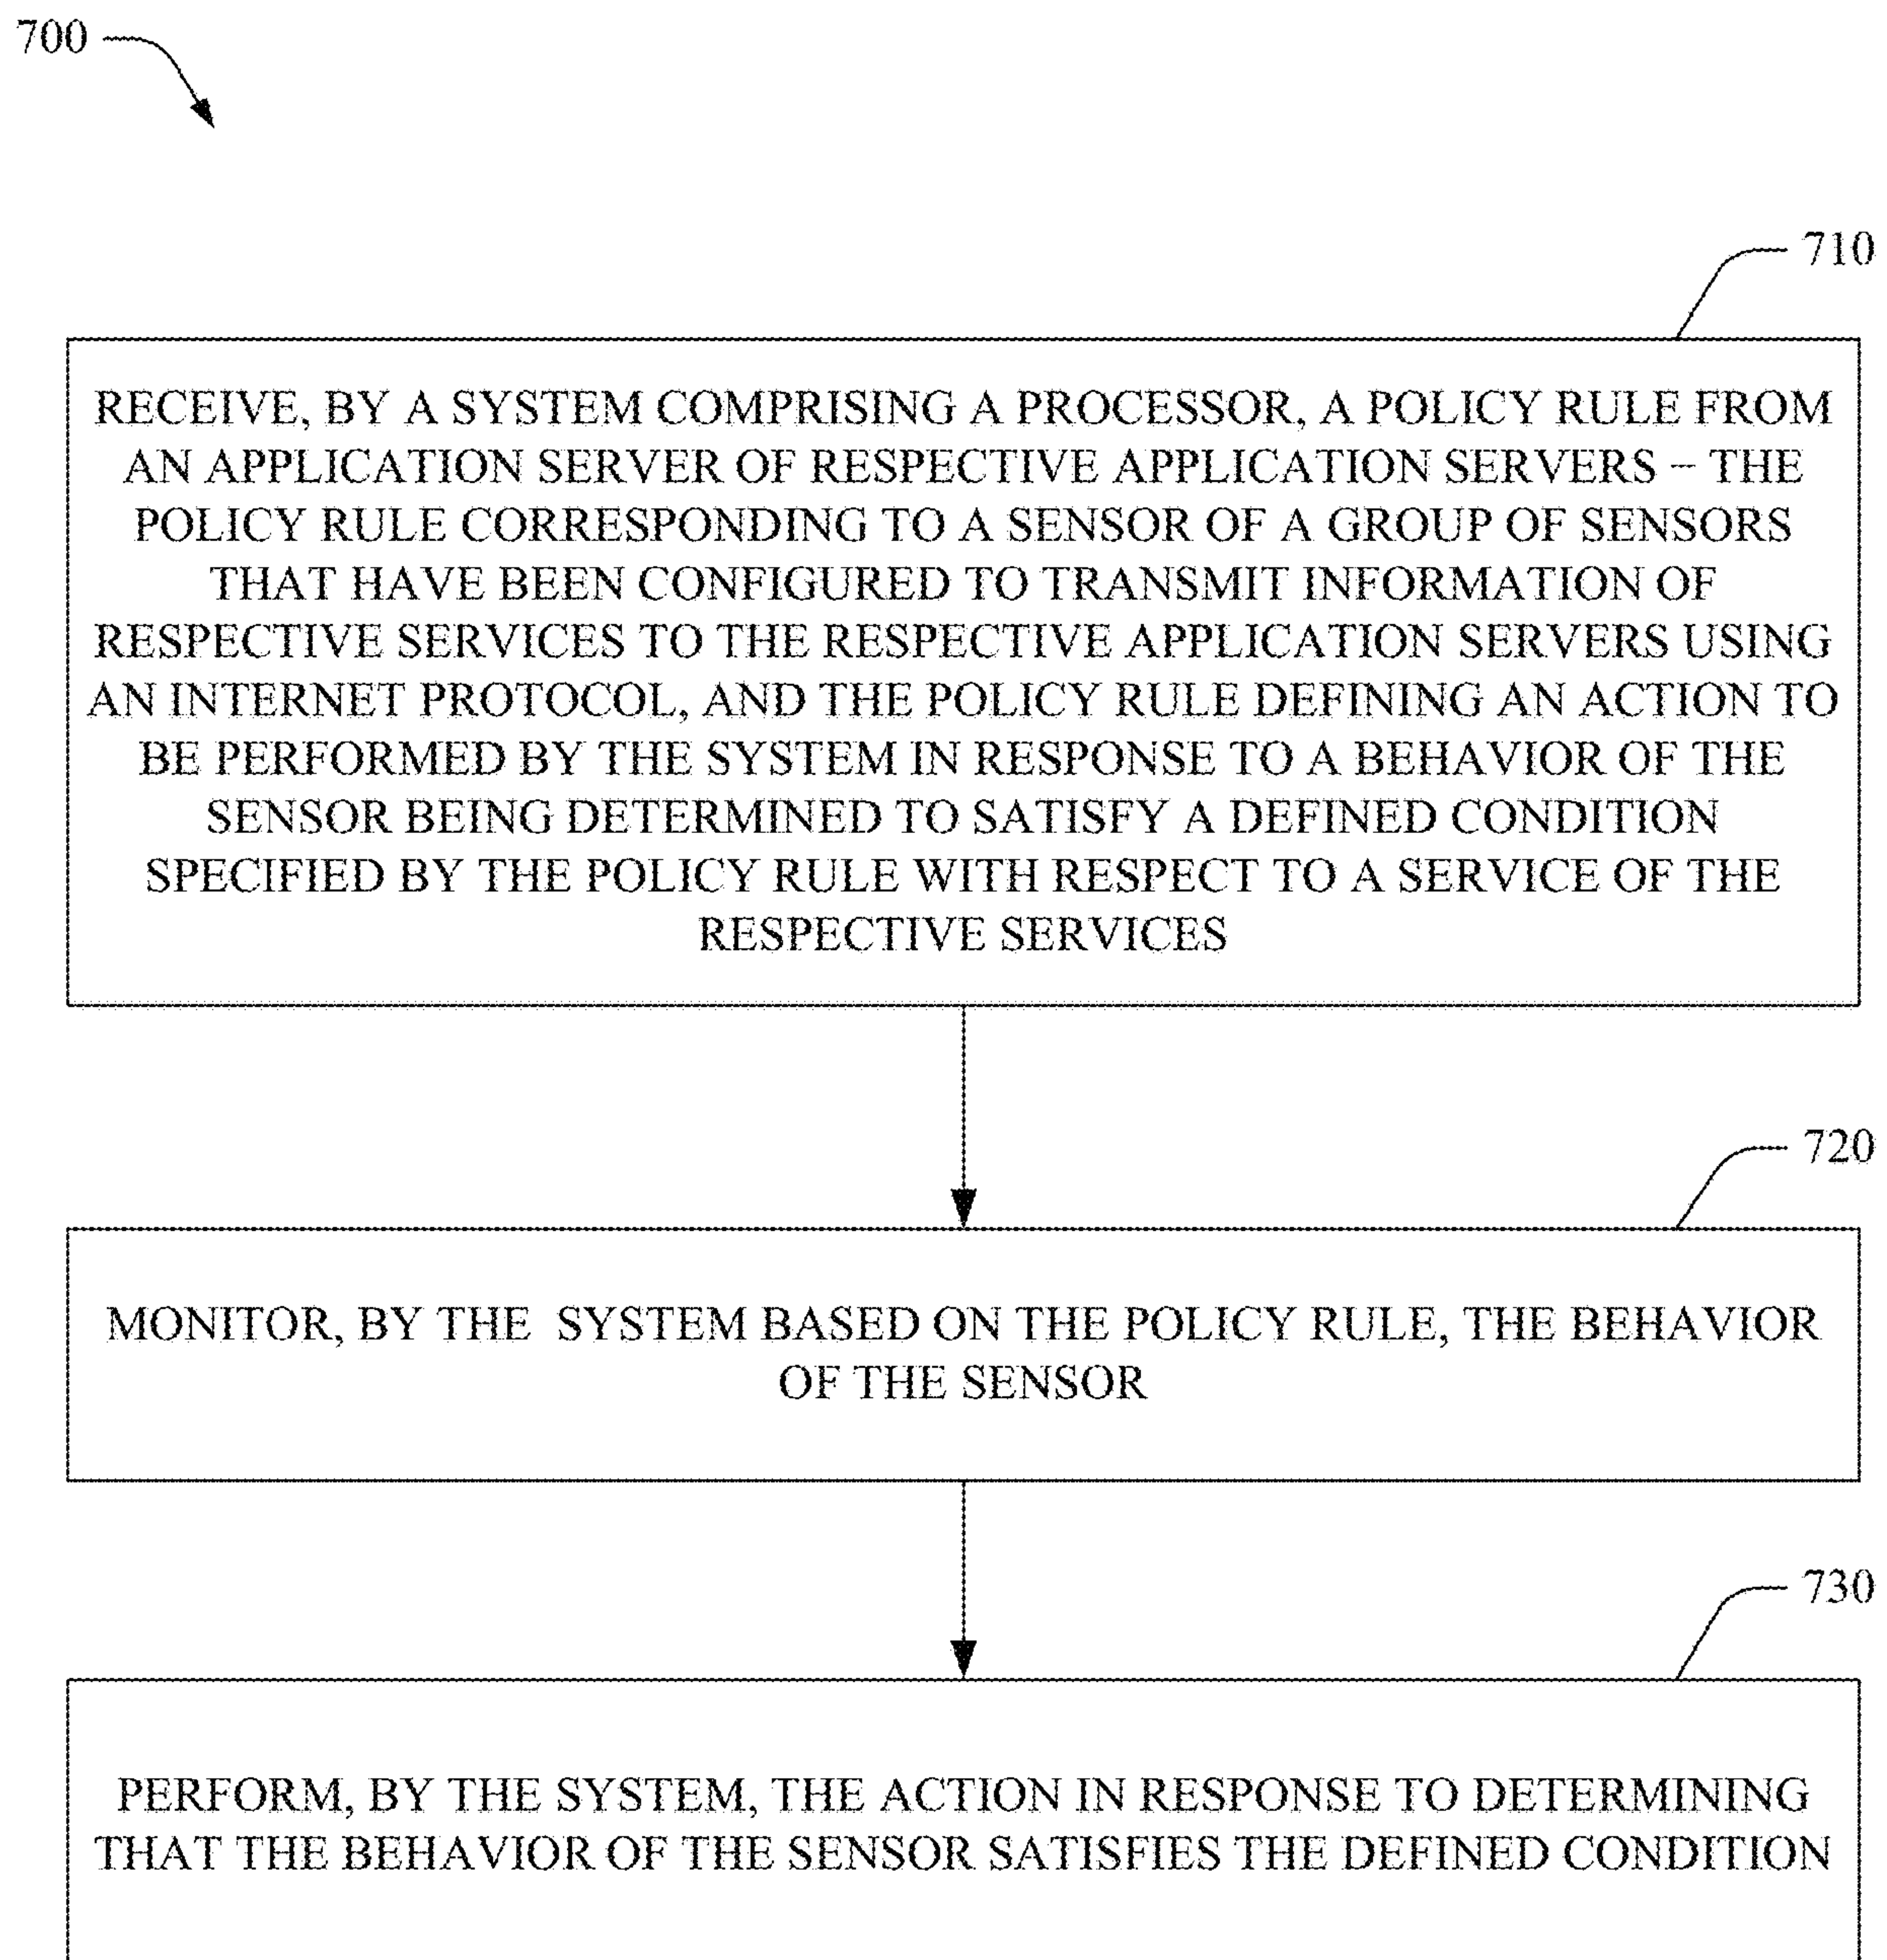 700
710
RECEIVE, BY A SYSTEM COMPRISING A PROCESSOR, A POLICY RULE FROM
AN APPLICATION SERVER OF RESPECTIVE APPLICATION SERVERS – THE
POLICY RULE CORRESPONDING TO A SENSOR OF A GROUP OF SENSORS
THAT HAVE BEEN CONFIGURED TO TRANSMIT INFORMATION OF
RESPECTIVE SERVICES TO THE RESPECTIVE APPLICATION SERVERS USING
AN INTERNET PROTOCOL, AND THE POLICY RULE DEFINING AN ACTION TO
BE PERFORMED BY THE SYSTEM IN RESPONSE TO A BEHAVIOR OF THE
SENSOR BEING DETERMINED TO SATISFY A DEFINED CONDITION
SPECIFIED BY THE POLICY RULE WITH RESPECT TO A SERVICE OF THE
RESPECTIVE SERVICES
720
MONITOR, BY THE SYSTEM BASED ON THE POLICY RULE, THE BEHAVIOR
OF THE SENSOR
730
PERFORM, BY THE SYSTEM, THE ACTION IN RESPONSE TO DETERMINING
THAT THE BEHAVIOR OF THE SENSOR SATISFIES THE DEFINED CONDITION